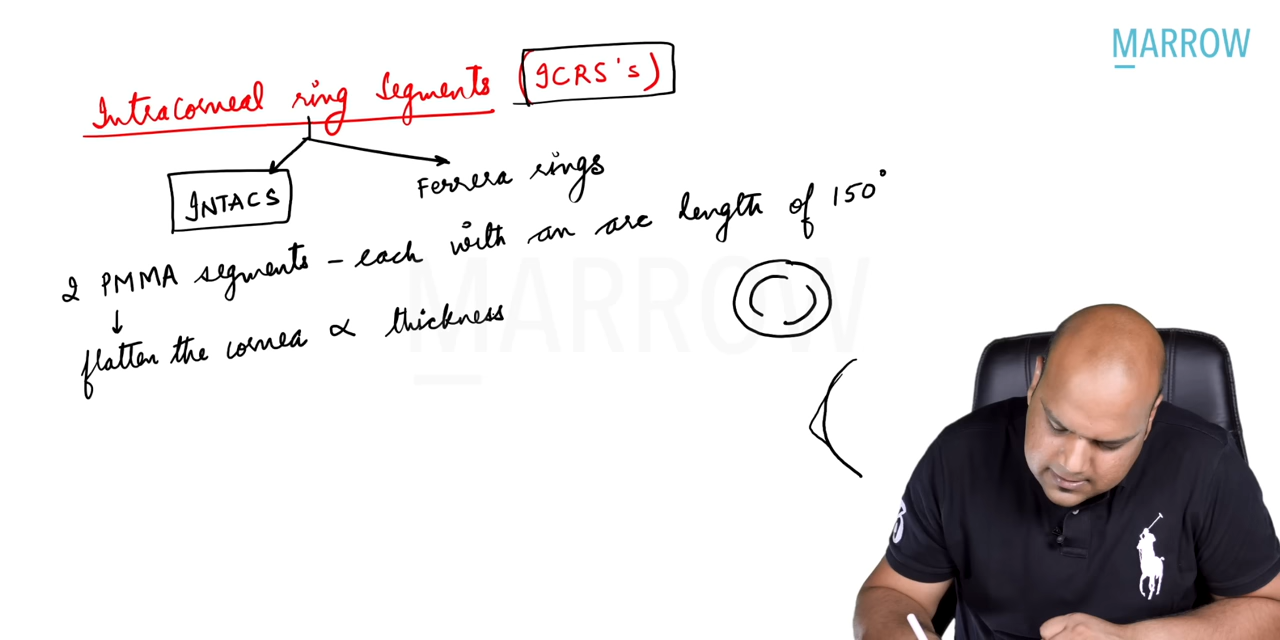 MARROW
Intracorneal ring segments (ICRS's)
INTACS
Ferrera rings
2 PMMA segments - each with an arc length of 150°
↓
flatten the cornea ∝ thickness
MARROW